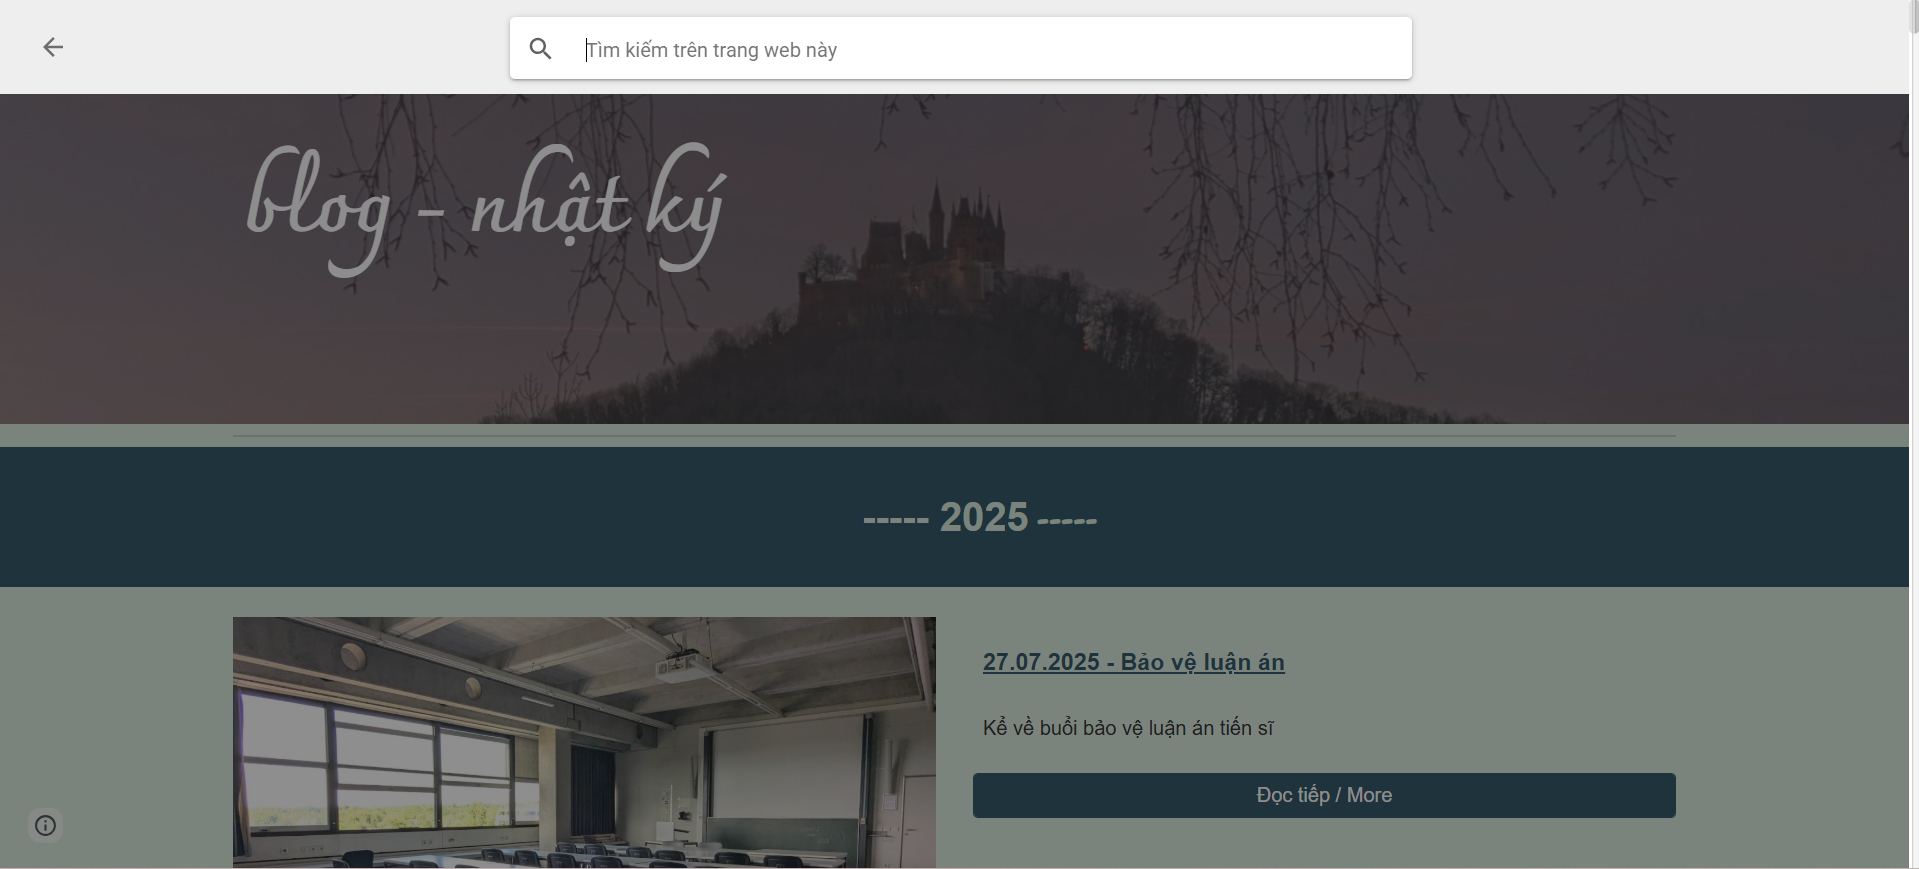 Tìm kiếm trên trang web này
blog - nhật ký
----- 2025 -----
27.07.2025 - Bảo vệ luận án
Kể về buổi bảo vệ luận án tiến sĩ
Đọc tiếp / More